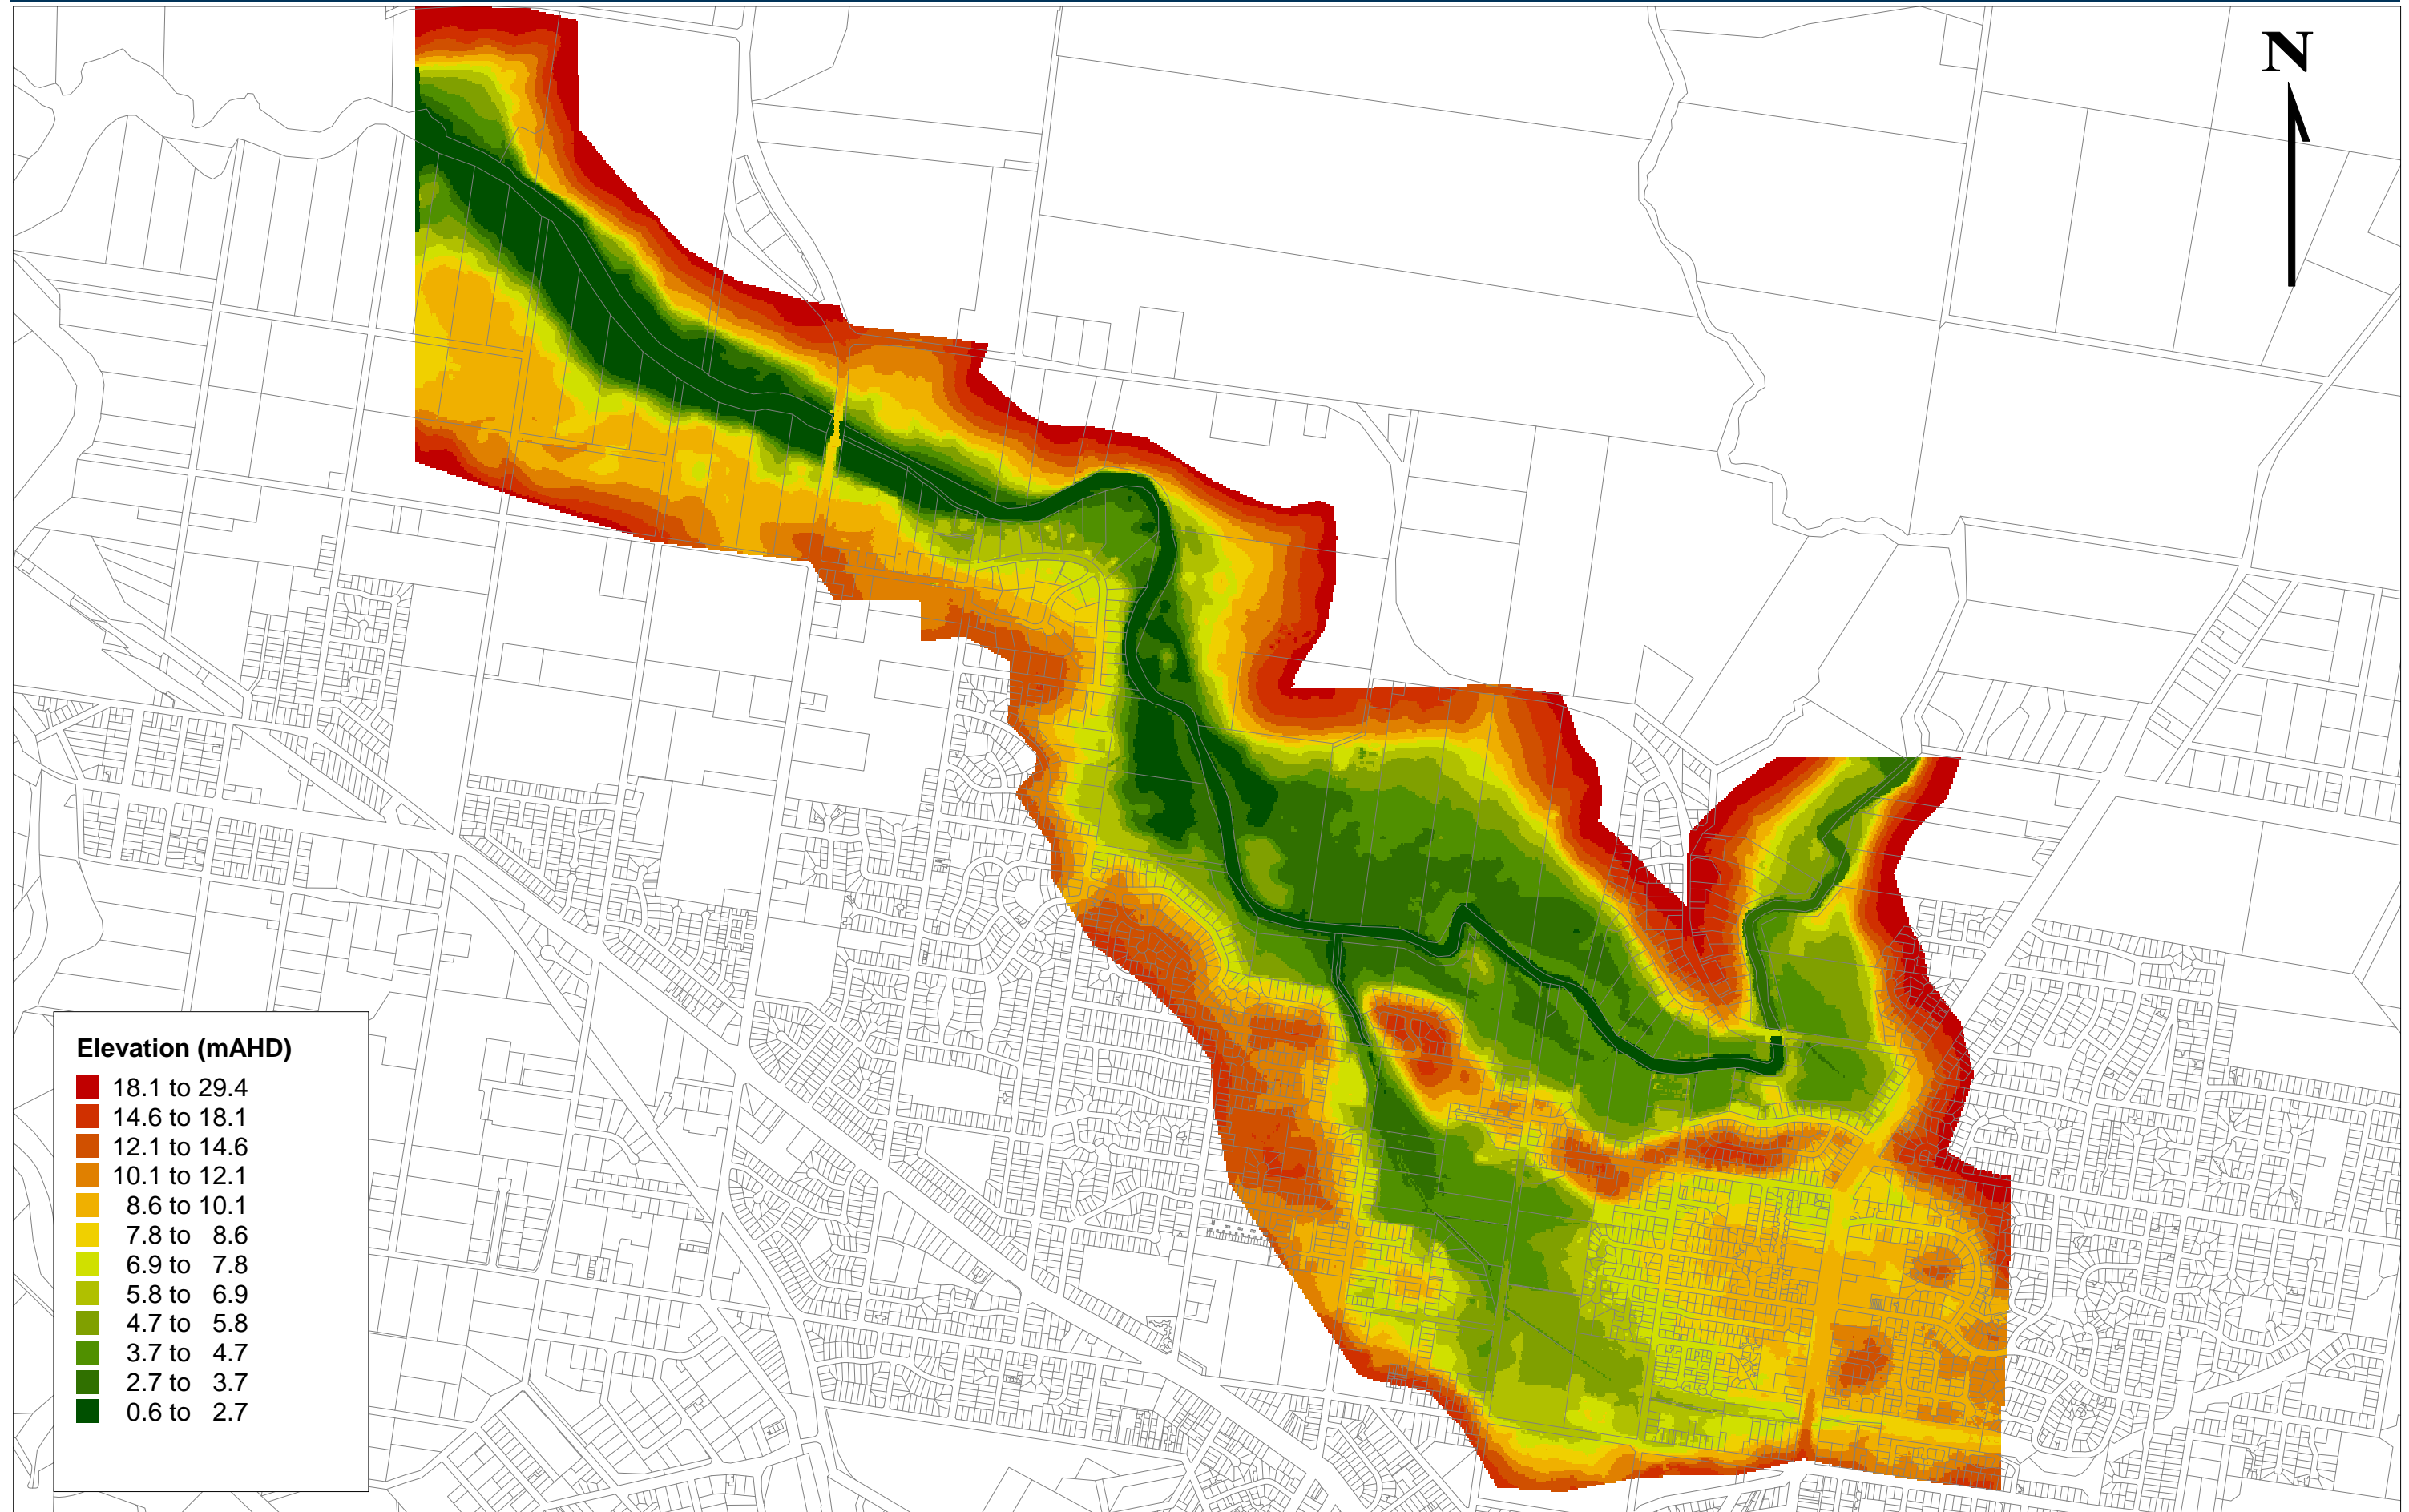 N
Elevation (mAHD)
18.1 to 29.4
14.6 to 18.1
12.1 to 14.6
10.1 to 12.1
8.6 to 10.1
7.8 to 8.6
6.9 to 7.8
5.8 to 6.9
4.7 to 5.8
3.7 to 4.7
2.7 to 3.7
0.6 to 2.7